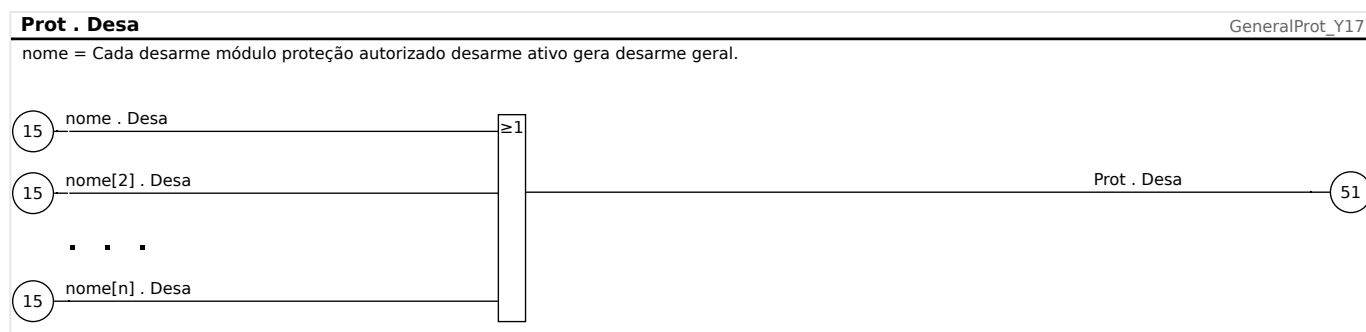 Prot . Desa
GeneralProt_Y17
nome = Cada desarme módulo proteção autorizado desarme ativo gera desarme geral.
15
nome . Desa
≥1
15
nome[2] . Desa
Prot . Desa
51
. . .
15
nome[n] . Desa